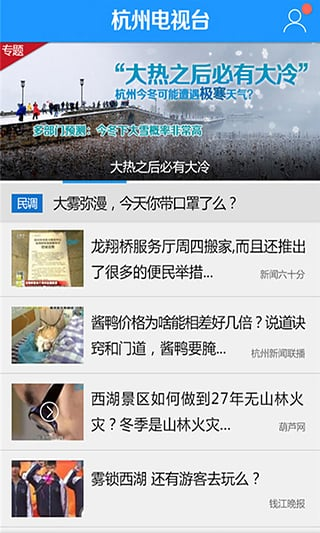 杭州电视台
专题
“大热之后必有大冷”
杭州今冬可能遭遇极寒天气?
多部门预测：今冬下大雪概率非常高
大热之后必有大冷
民调
大雾弥漫，今天你带口罩了么？
龙翔桥服务厅周四搬家,而且还推出
了很多的便民举措...
新闻六十分
酱鸭价格为啥能相差好几倍？说道诀
窍和门道，酱鸭要腌...
杭州新闻联播
西湖景区如何做到27年无山林火
灾？冬季是山林火灾...
葫芦网
雾锁西湖 还有游客去玩么？
钱江晚报